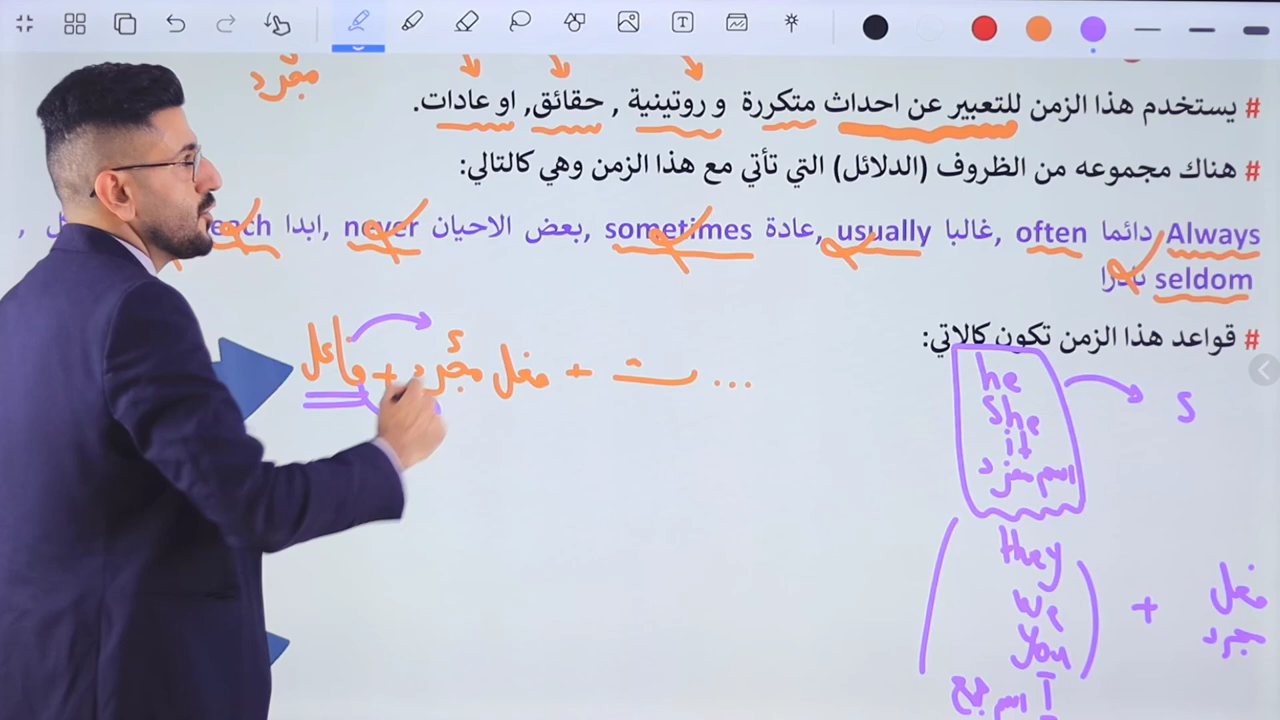 مجرد
# يستخدم هذا الزمن للتعبير عن احداث متكررة و روتينية , حقائق, او عادات.
# هناك مجموعه من الظروف (الدلائل) التي تأتي مع هذا الزمن وهي كالتالي:
Always دائما often غالبا, usually عادة, sometimes بعض الاحيان, never ابدا, each كل ,
seldom نادرا
# قواعد هذا الزمن تكون كالاتي:
فاعل + فعل مجرد s + ت ...
he
she
it
اسم مفرد
s
they
we
you
I اسم جمع
+ فعل مجرد